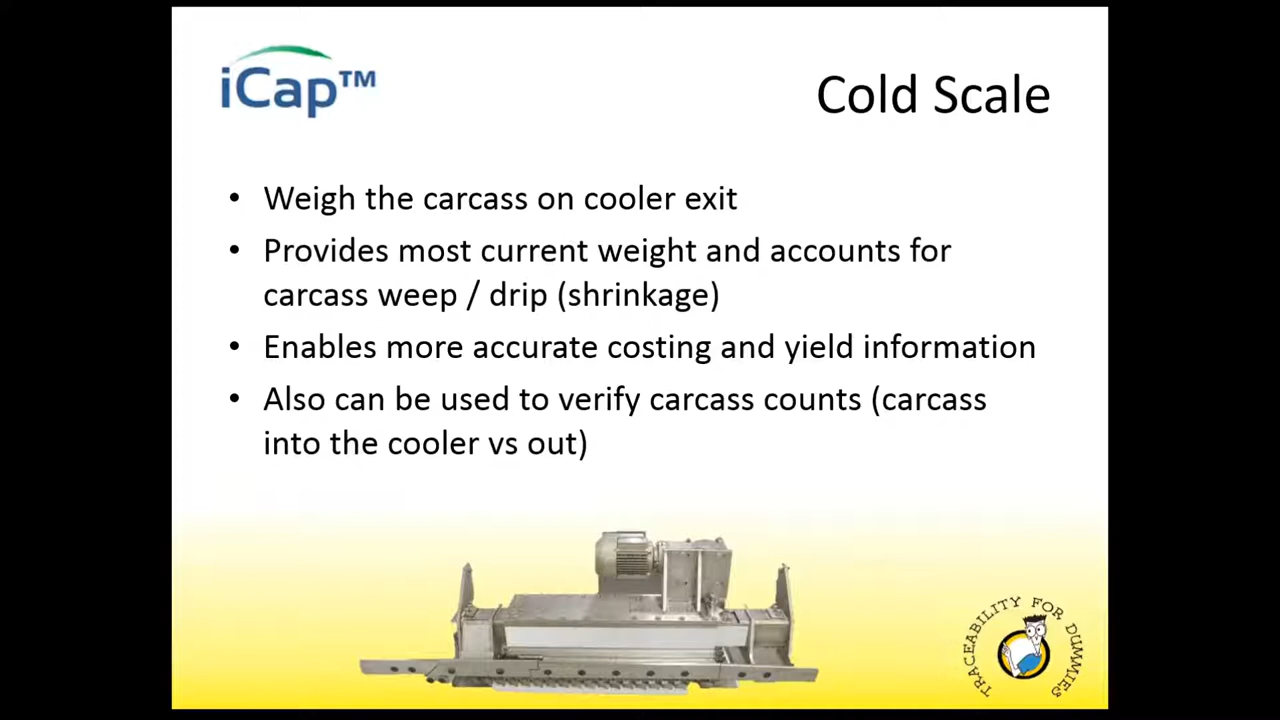 iCap™
Cold Scale
• Weigh the carcass on cooler exit
• Provides most current weight and accounts for
carcass weep / drip (shrinkage)
• Enables more accurate costing and yield information
• Also can be used to verify carcass counts (carcass
into the cooler vs out)
TRACEABILITY FOR DUMMIES